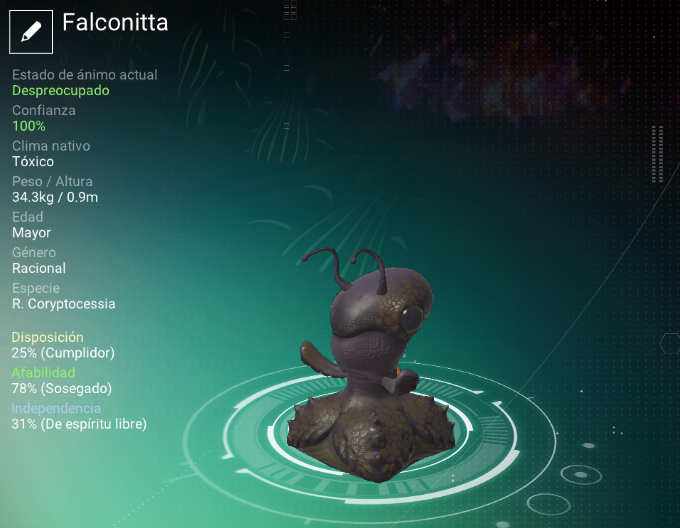 Falconitta
Estado de ánimo actual
Despreocupado
Confianza
100%
Clima nativo
Tóxico
Peso / Altura
34.3kg / 0.9m
Edad
Mayor
Género
Racional
Especie
R. Coryptocessia
Disposición
25% (Cumplidor)
Afabilidad
78% (Sosegado)
Independencia
31% (De espíritu libre)